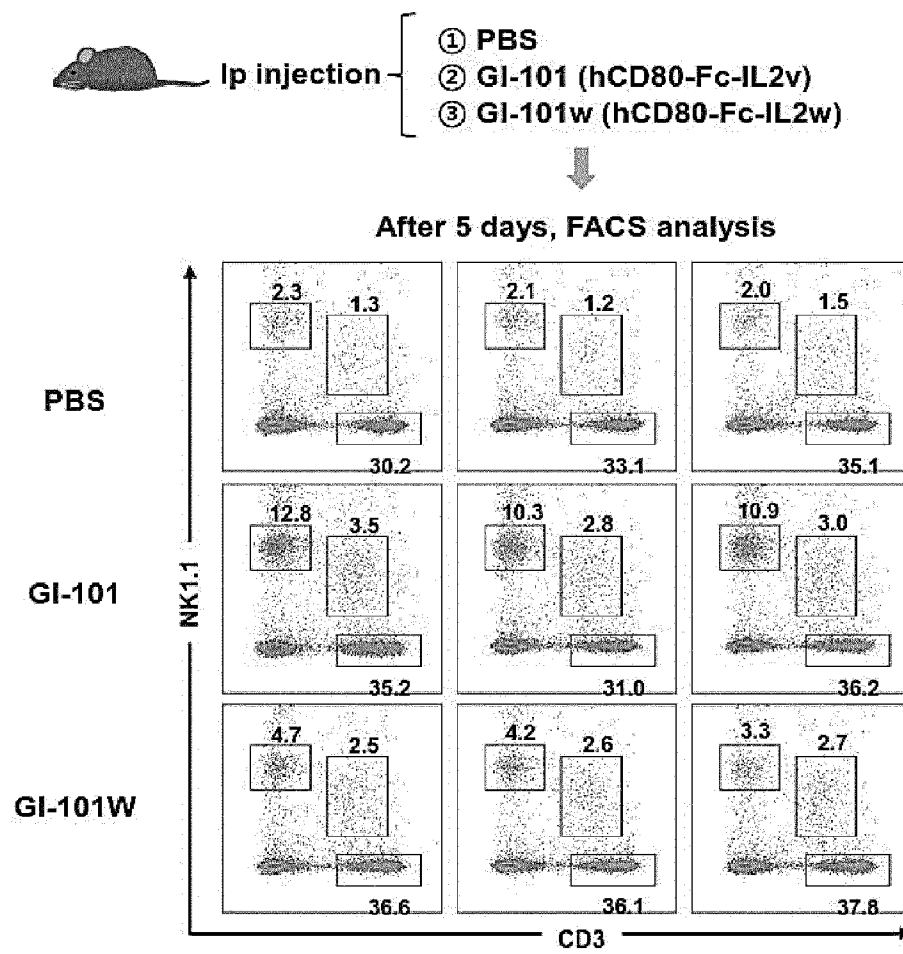 ① PBS
Ip injection
② GI-101 (hCD80-Fc-IL2v)
③ GI-101w (hCD80-Fc-IL2w)
After 5 days, FACS analysis
2.3 1.3 2.1 1.2 2.0 1.5
PBS
30.2 33.1 35.1
12.8 3.5 10.3 2.8 10.9 3.0
GI-101
NK1.1
35.2 31.0 36.2
4.7 2.5 4.2 2.6 3.3 2.7
GI-101W
36.6 36.1 37.8
CD3